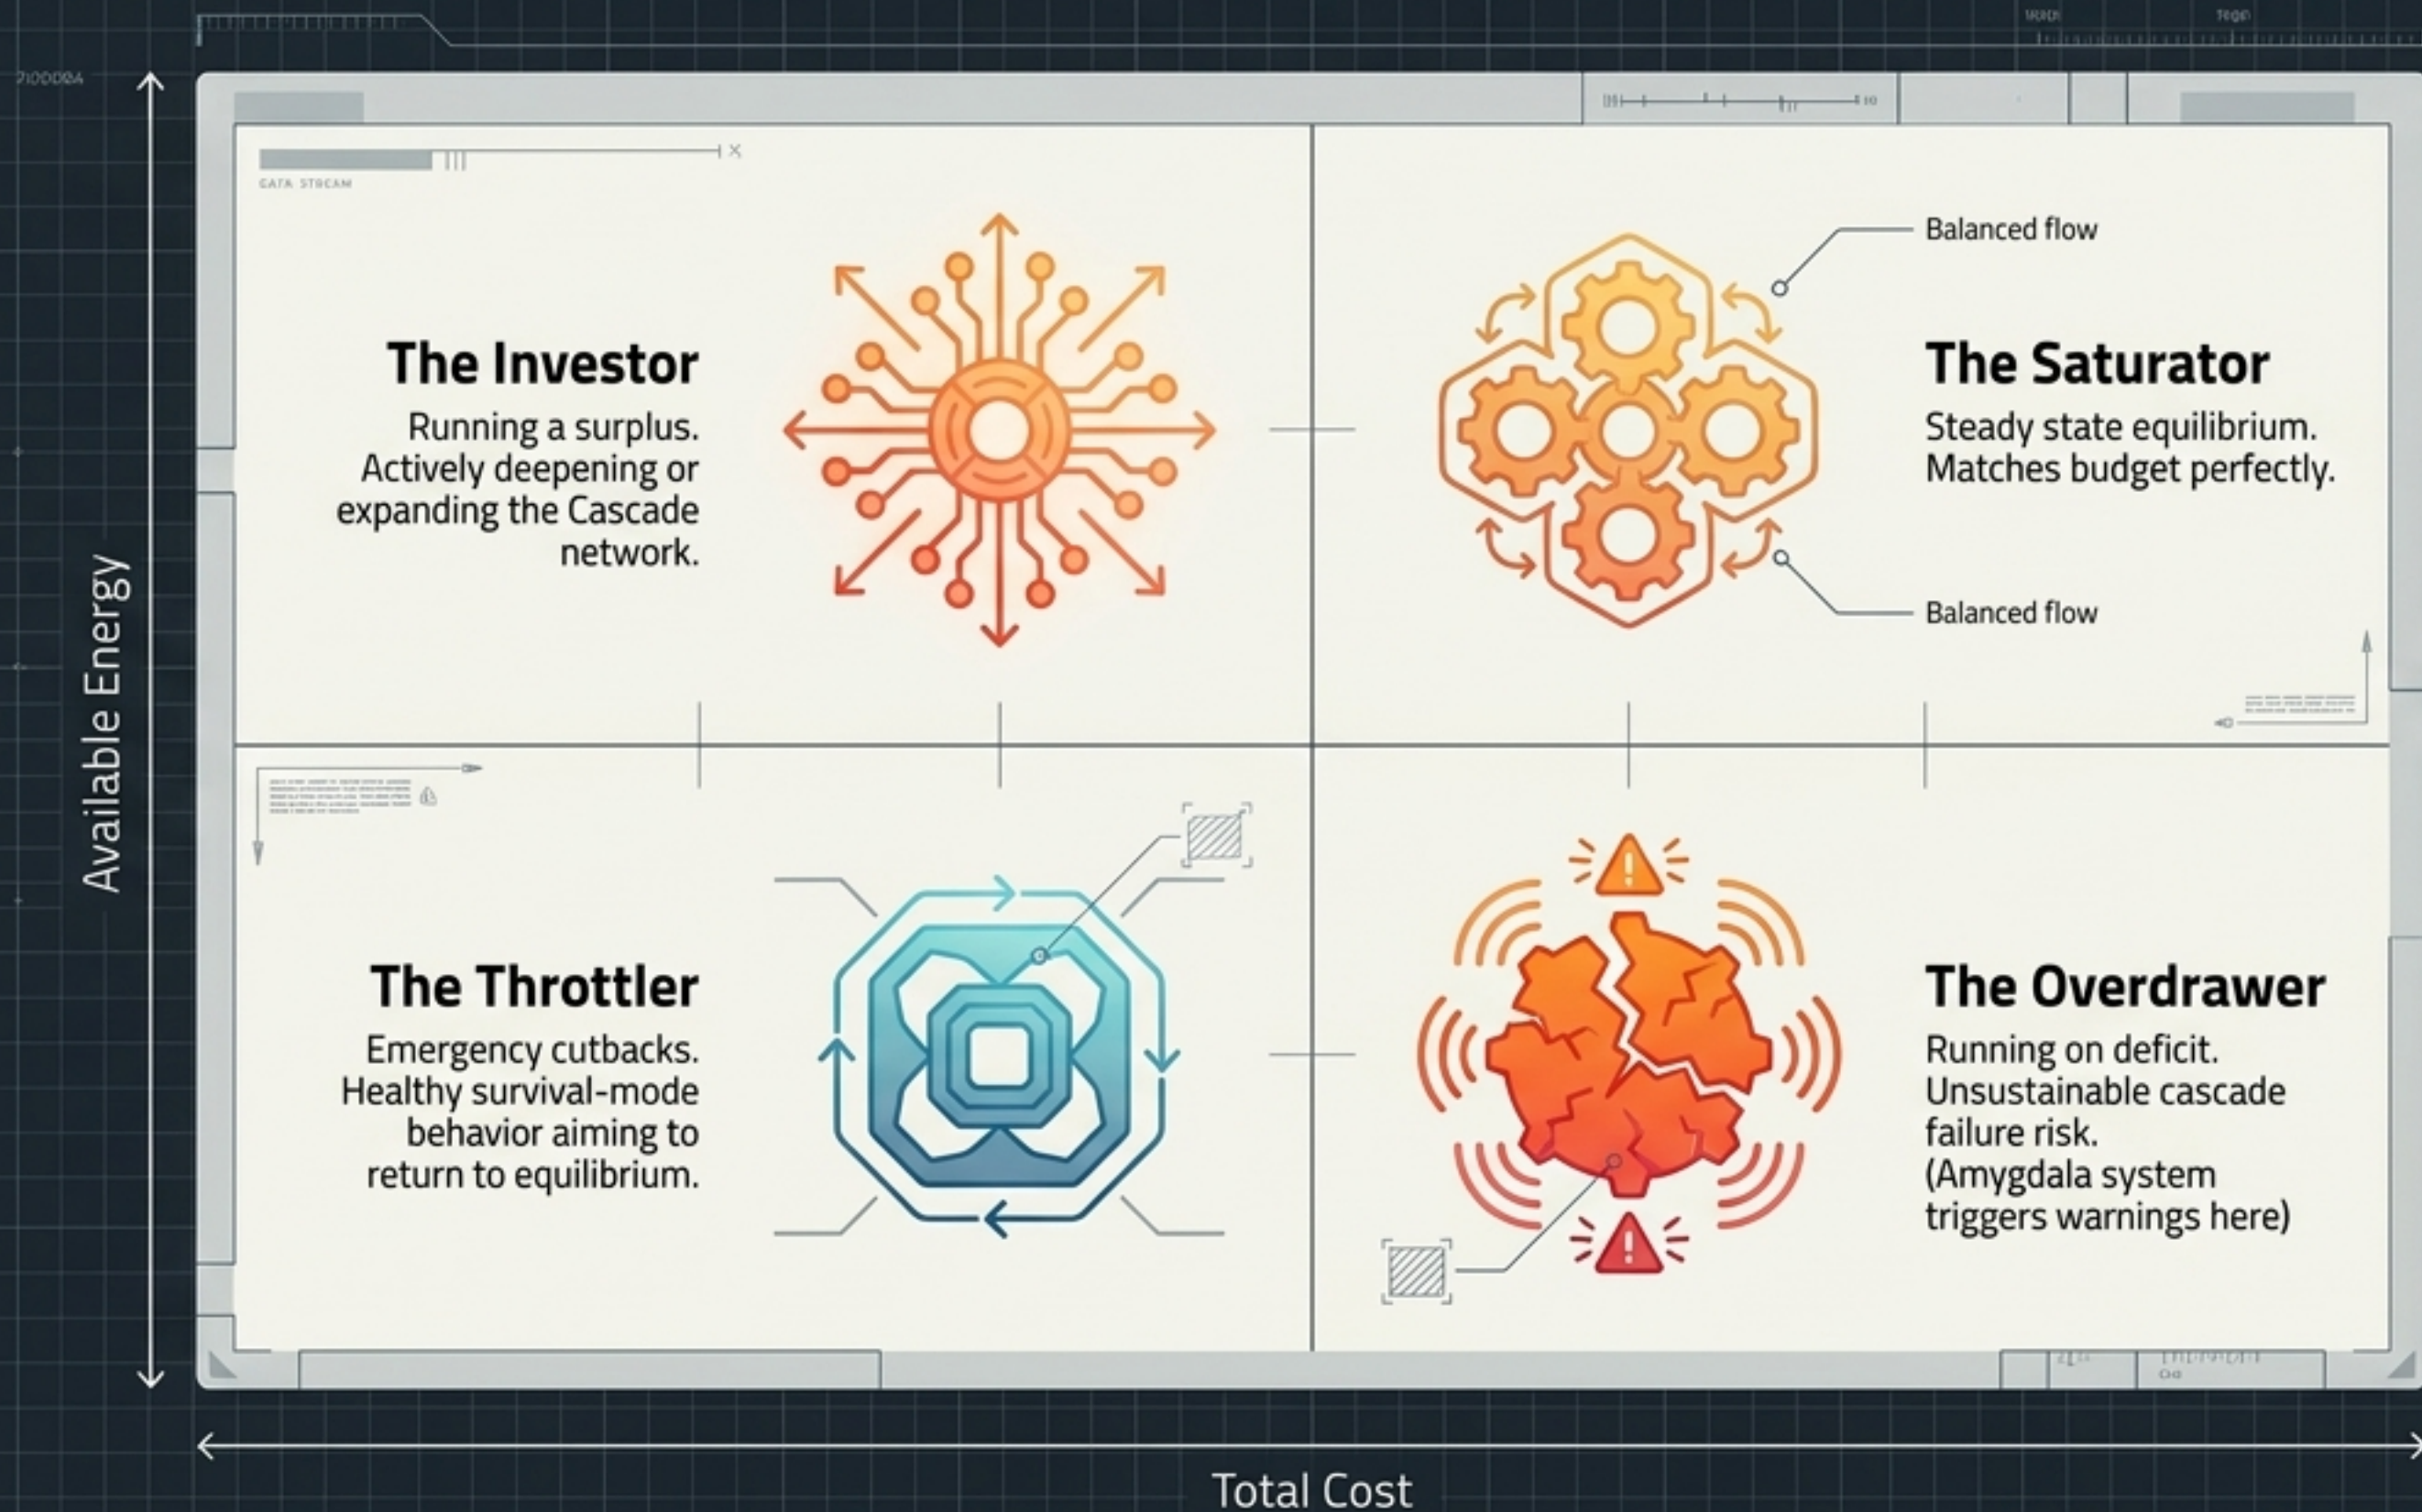 The Investor
Running a surplus.
Actively deepening or
expanding the Cascade
network.
Balanced flow
The Saturator
Steady state equilibrium.
Matches budget perfectly.
Balanced flow
Available Energy
The Throttler
Emergency cutbacks.
Healthy survival-mode
behavior aiming to
return to equilibrium.
The Overdrawer
Running on deficit.
Unsustainable cascade
failure risk.
(Amygdala system
triggers warnings here)
Total Cost